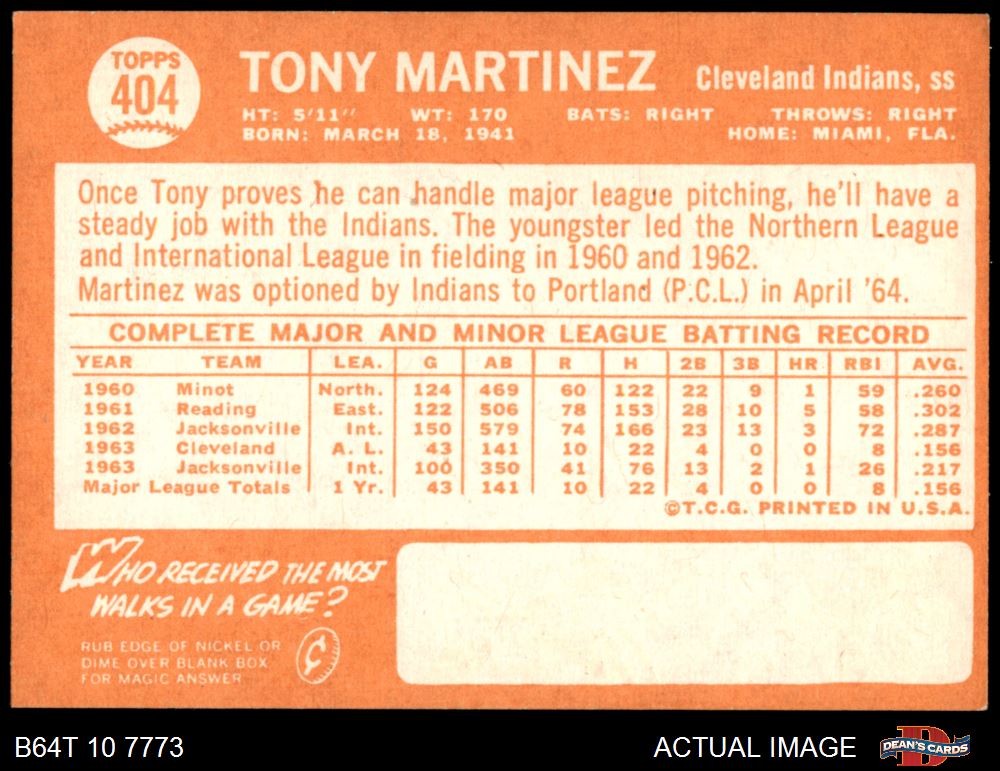 TOPPS
404
TONY MARTINEZ Cleveland Indians, ss
HT: 5'11" WT: 170 BATS: RIGHT THROWS: RIGHT
BORN: MARCH 18, 1941 HOME: MIAMI, FLA.
Once Tony proves he can handle major league pitching, he'll have a
steady job with the Indians. The youngster led the Northern League
and International League in fielding in 1960 and 1962.
Martinez was optioned by Indians to Portland (P.C.L.) in April '64.
COMPLETE MAJOR AND MINOR LEAGUE BATTING RECORD
YEAR TEAM LEA. G AB R H 2B 3B HR RBI AVG.
1960 Minot North. 124 469 60 122 22 9 1 59 .260
1961 Reading East. 122 506 78 153 28 10 5 58 .302
1962 Jacksonville Int. 150 579 74 166 23 13 3 72 .287
1963 Cleveland A. L. 43 141 10 22 4 0 0 8 .156
1963 Jacksonville Int. 100 350 41 76 13 2 1 26 .217
Major League Totals 1 Yr. 43 141 10 22 4 0 0 8 .156
©T.C.G. PRINTED IN U.S.A.
WHO RECEIVED THE MOST
WALKS IN A GAME?
RUB EDGE OF NICKEL OR
DIME OVER BLANK BOX
FOR MAGIC ANSWER
¢
B64T 10 7773 ACTUAL IMAGE
D
DEAN'S CARDS